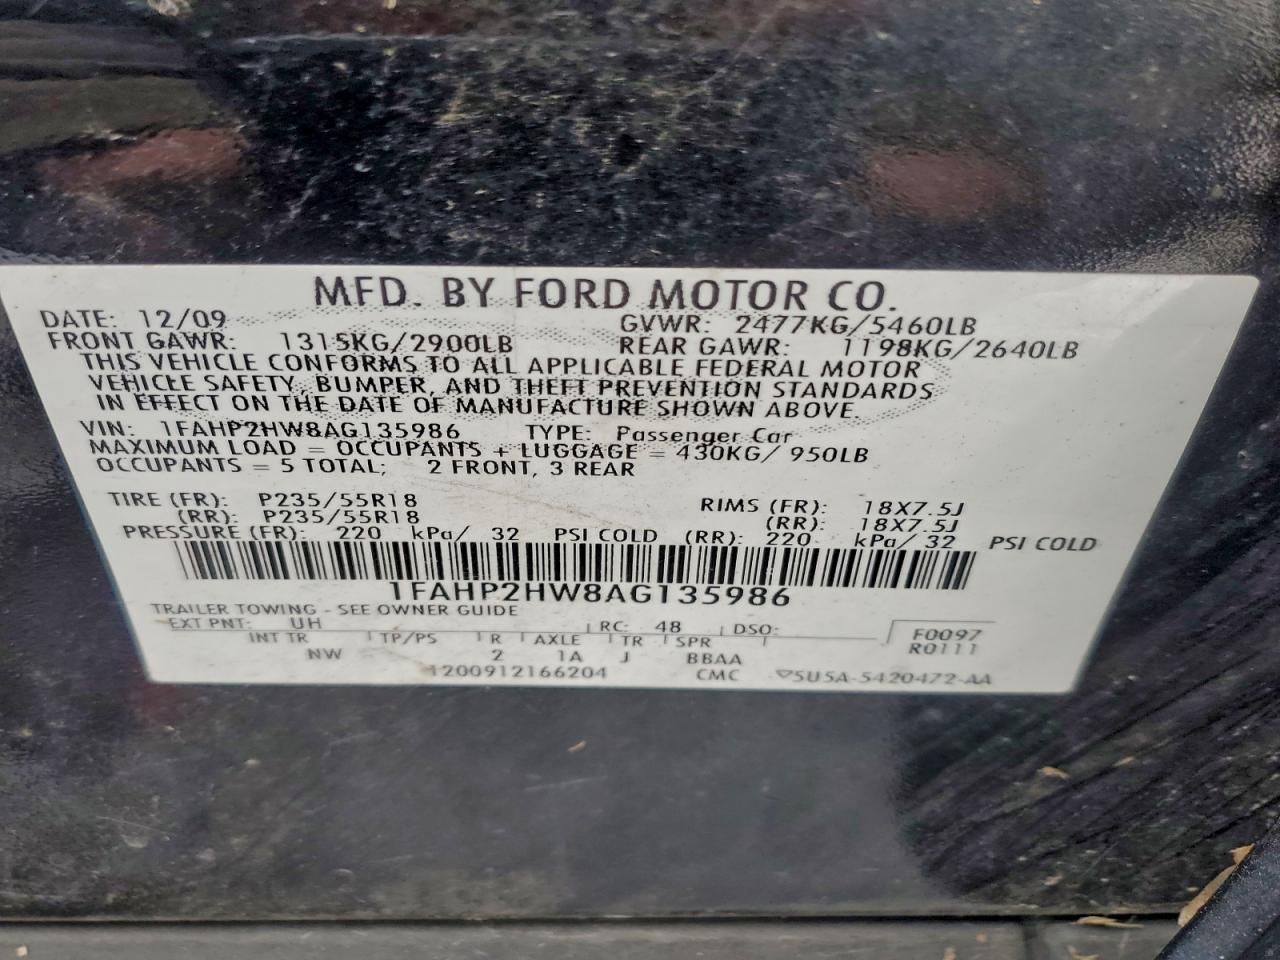 MFD. BY FORD MOTOR CO.
DATE: 12/09 GVWR: 2477KG/5460LB
FRONT GAWR: 1315KG/2900LB REAR GAWR: 1198KG/2640LB
THIS VEHICLE CONFORMS TO ALL APPLICABLE FEDERAL MOTOR
VEHICLE SAFETY, BUMPER, AND THEFT PREVENTION STANDARDS
IN EFFECT ON THE DATE OF MANUFACTURE SHOWN ABOVE.
VIN: 1FAHP2HW8AG135986 TYPE: Passenger Car
MAXIMUM LOAD = OCCUPANTS + LUGGAGE = 430KG/ 950LB
OCCUPANTS = 5 TOTAL; 2 FRONT, 3 REAR
TIRE (FR): P235/55R18 RIMS (FR): 18X7.5J
(RR): P235/55R18 (RR): 18X7.5J
PRESSURE (FR): 220 kPa/ 32 PSI COLD (RR): 220 kPa/ 32 PSI COLD
1FAHP2HW8AG135986
TRAILER TOWING - SEE OWNER GUIDE
EXT PNT: UH RC: 48 DSO: F0097
INT TR TP/PS R AXLE TR SPR R0111
NW 2 1A J BBAA
1200912166204 CMC ▽5U5A-5420472-AA